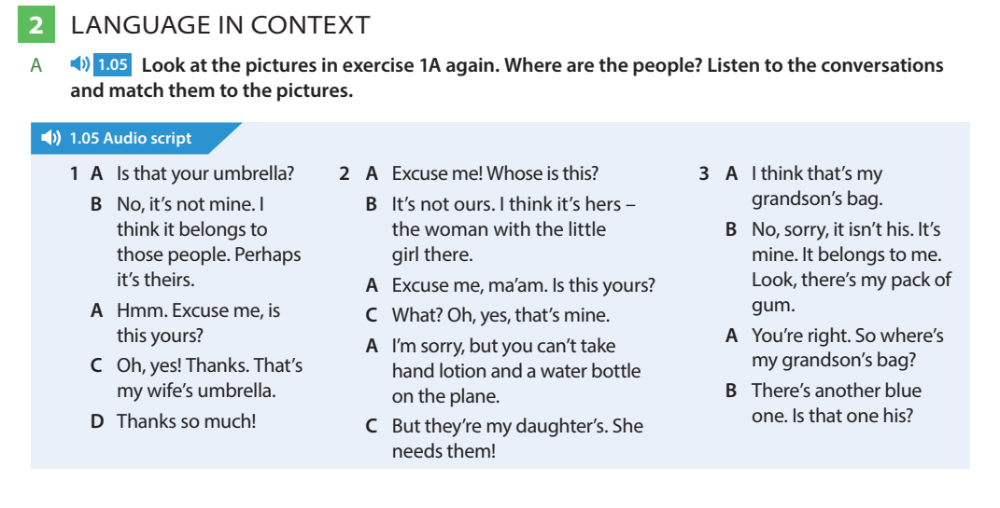 2 LANGUAGE IN CONTEXT
A 1.05 Look at the pictures in exercise 1A again. Where are the people? Listen to the conversations
and match them to the pictures.
1.05 Audio script
1 A Is that your umbrella?
B No, it's not mine. I
think it belongs to
those people. Perhaps
it's theirs.
A Hmm. Excuse me, is
this yours?
C Oh, yes! Thanks. That's
my wife's umbrella.
D Thanks so much!
2 A Excuse me! Whose is this?
B It's not ours. I think it's hers –
the woman with the little
girl there.
A Excuse me, ma'am. Is this yours?
C What? Oh, yes, that's mine.
A I'm sorry, but you can't take
hand lotion and a water bottle
on the plane.
C But they're my daughter's. She
needs them!
3 A I think that's my
grandson's bag.
B No, sorry, it isn't his. It's
mine. It belongs to me.
Look, there's my pack of
gum.
A You're right. So where's
my grandson's bag?
B There's another blue
one. Is that one his?